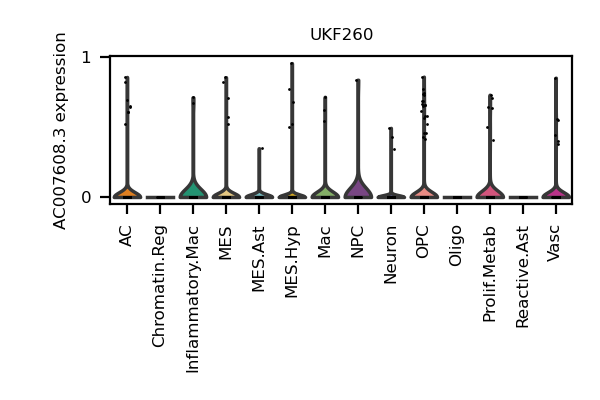 UKF260
AC007608.3 expression
1
0
AC
Chromatin.Reg
Inflammatory.Mac
MES
MES.Ast
MES.Hyp
Mac
NPC
Neuron
OPC
Oligo
Prolif.Metab
Reactive.Ast
Vasc